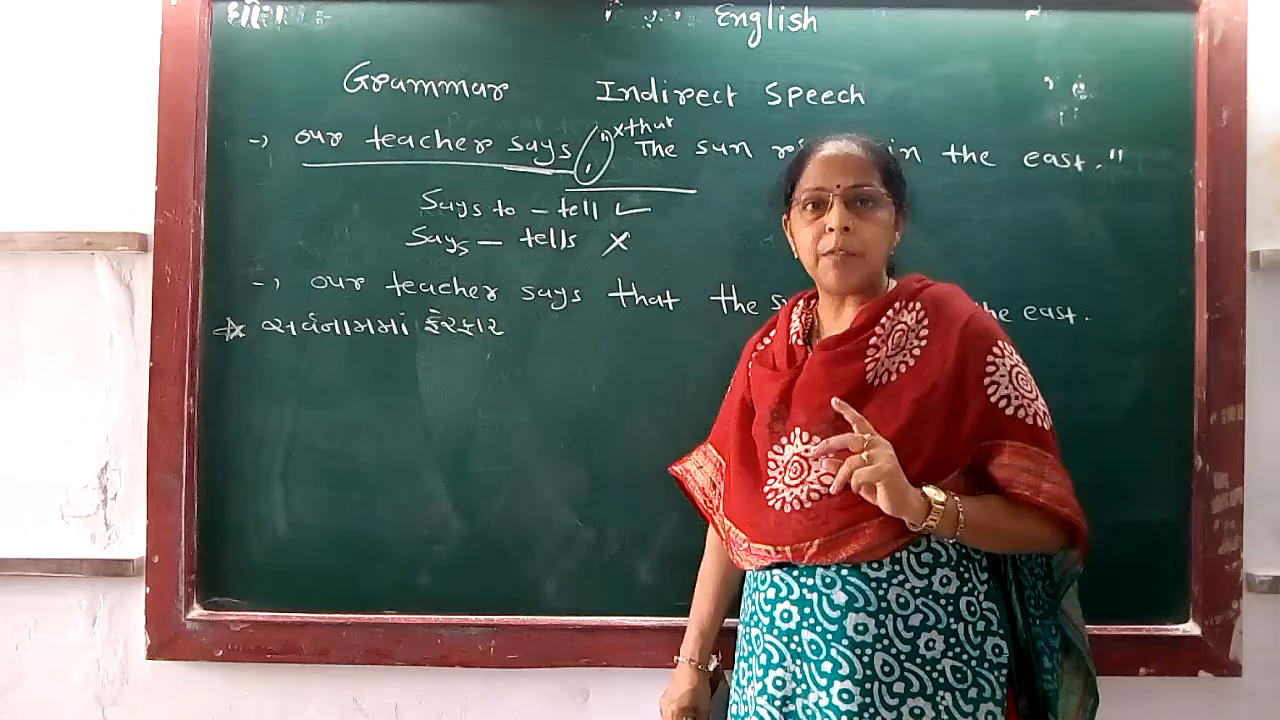 English
Grammar Indirect Speech
→ our teacher says, "xthat The sun in the east."
Says to - tell ✓
Says - tells X
→ our teacher says that the east.
☆ સર્વનામમાં ફેરફાર